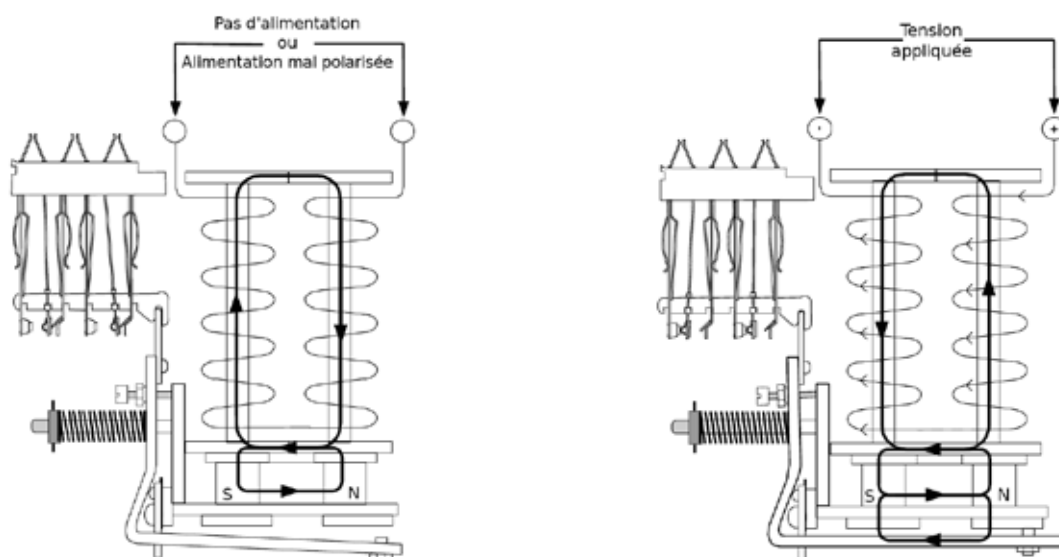 Pas d'alimentation
ou
Alimentation mal polarisée
Tension
appliquée
-
+
S
N
S
N